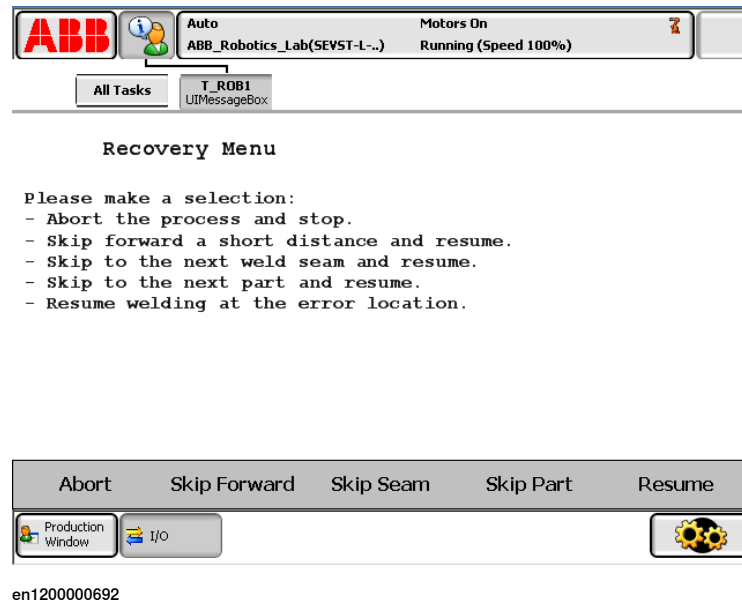 ABB
Auto
Motors On
ABB_Robotics_Lab(SEVST-L-..)
Running (Speed 100%)
All Tasks
T_ROB1
UIMessageBox
Recovery Menu
Please make a selection:
- Abort the process and stop.
- Skip forward a short distance and resume.
- Skip to the next weld seam and resume.
- Skip to the next part and resume.
- Resume welding at the error location.
Abort Skip Forward Skip Seam Skip Part Resume
Production
Window
I/O
en1200000692